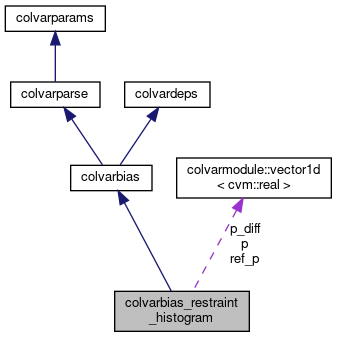 colvarparams
colvarparse
colvardeps
colvarbias
colvarmodule::vector1d
< cvm::real >
p_diff
p
ref_p
colvarbias_restraint
_histogram